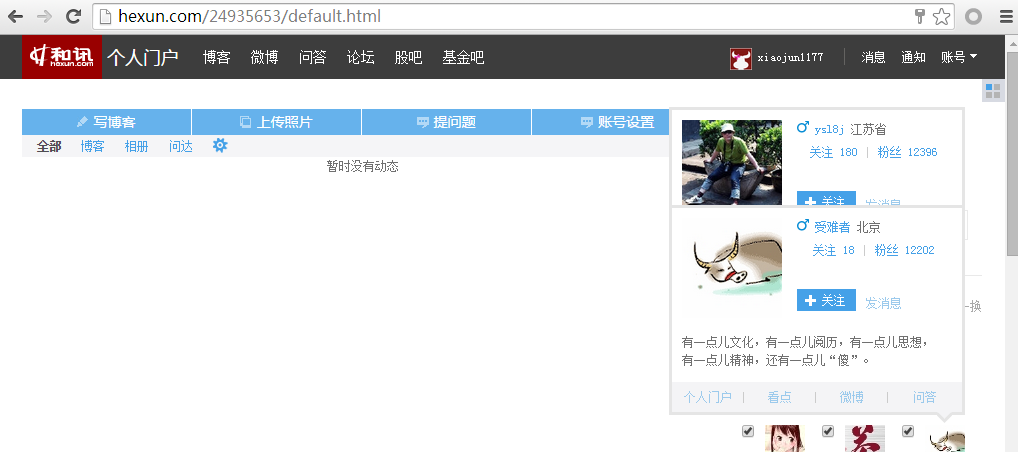 hexun.com/24935653/default.html
和讯 hexun.com 个人门户 博客 微博 问答 论坛 股吧 基金吧 xiaojun1177 消息 通知 账号
写博客 上传照片 提问题 账号设置
全部 博客 相册 问达
暂时没有动态
ysl8j 江苏省
关注 180 | 粉丝 12396
+ 关注 发消息
受难者 北京
关注 18 | 粉丝 12202
+ 关注 发消息
换
有一点儿文化，有一点儿阅历，有一点儿思想，
有一点儿精神，还有一点儿“傻”。
个人门户 | 看点 | 微博 | 问答